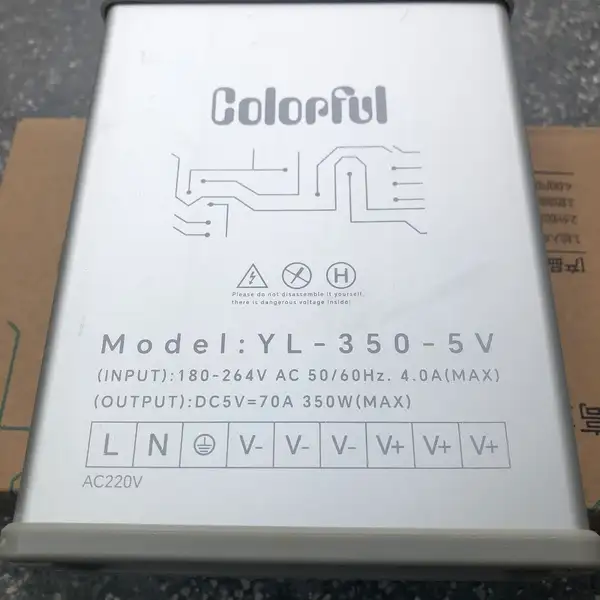 Colorful
H
Please do not disassemble it yourself,
there is dangerous voltage inside!
Model:YL-350-5V
(INPUT):180-264V AC 50/60Hz. 4.0A(MAX)
(OUTPUT):DC5V=70A 350W(MAX)
L N V- V- V- V+ V+ V+
AC220V